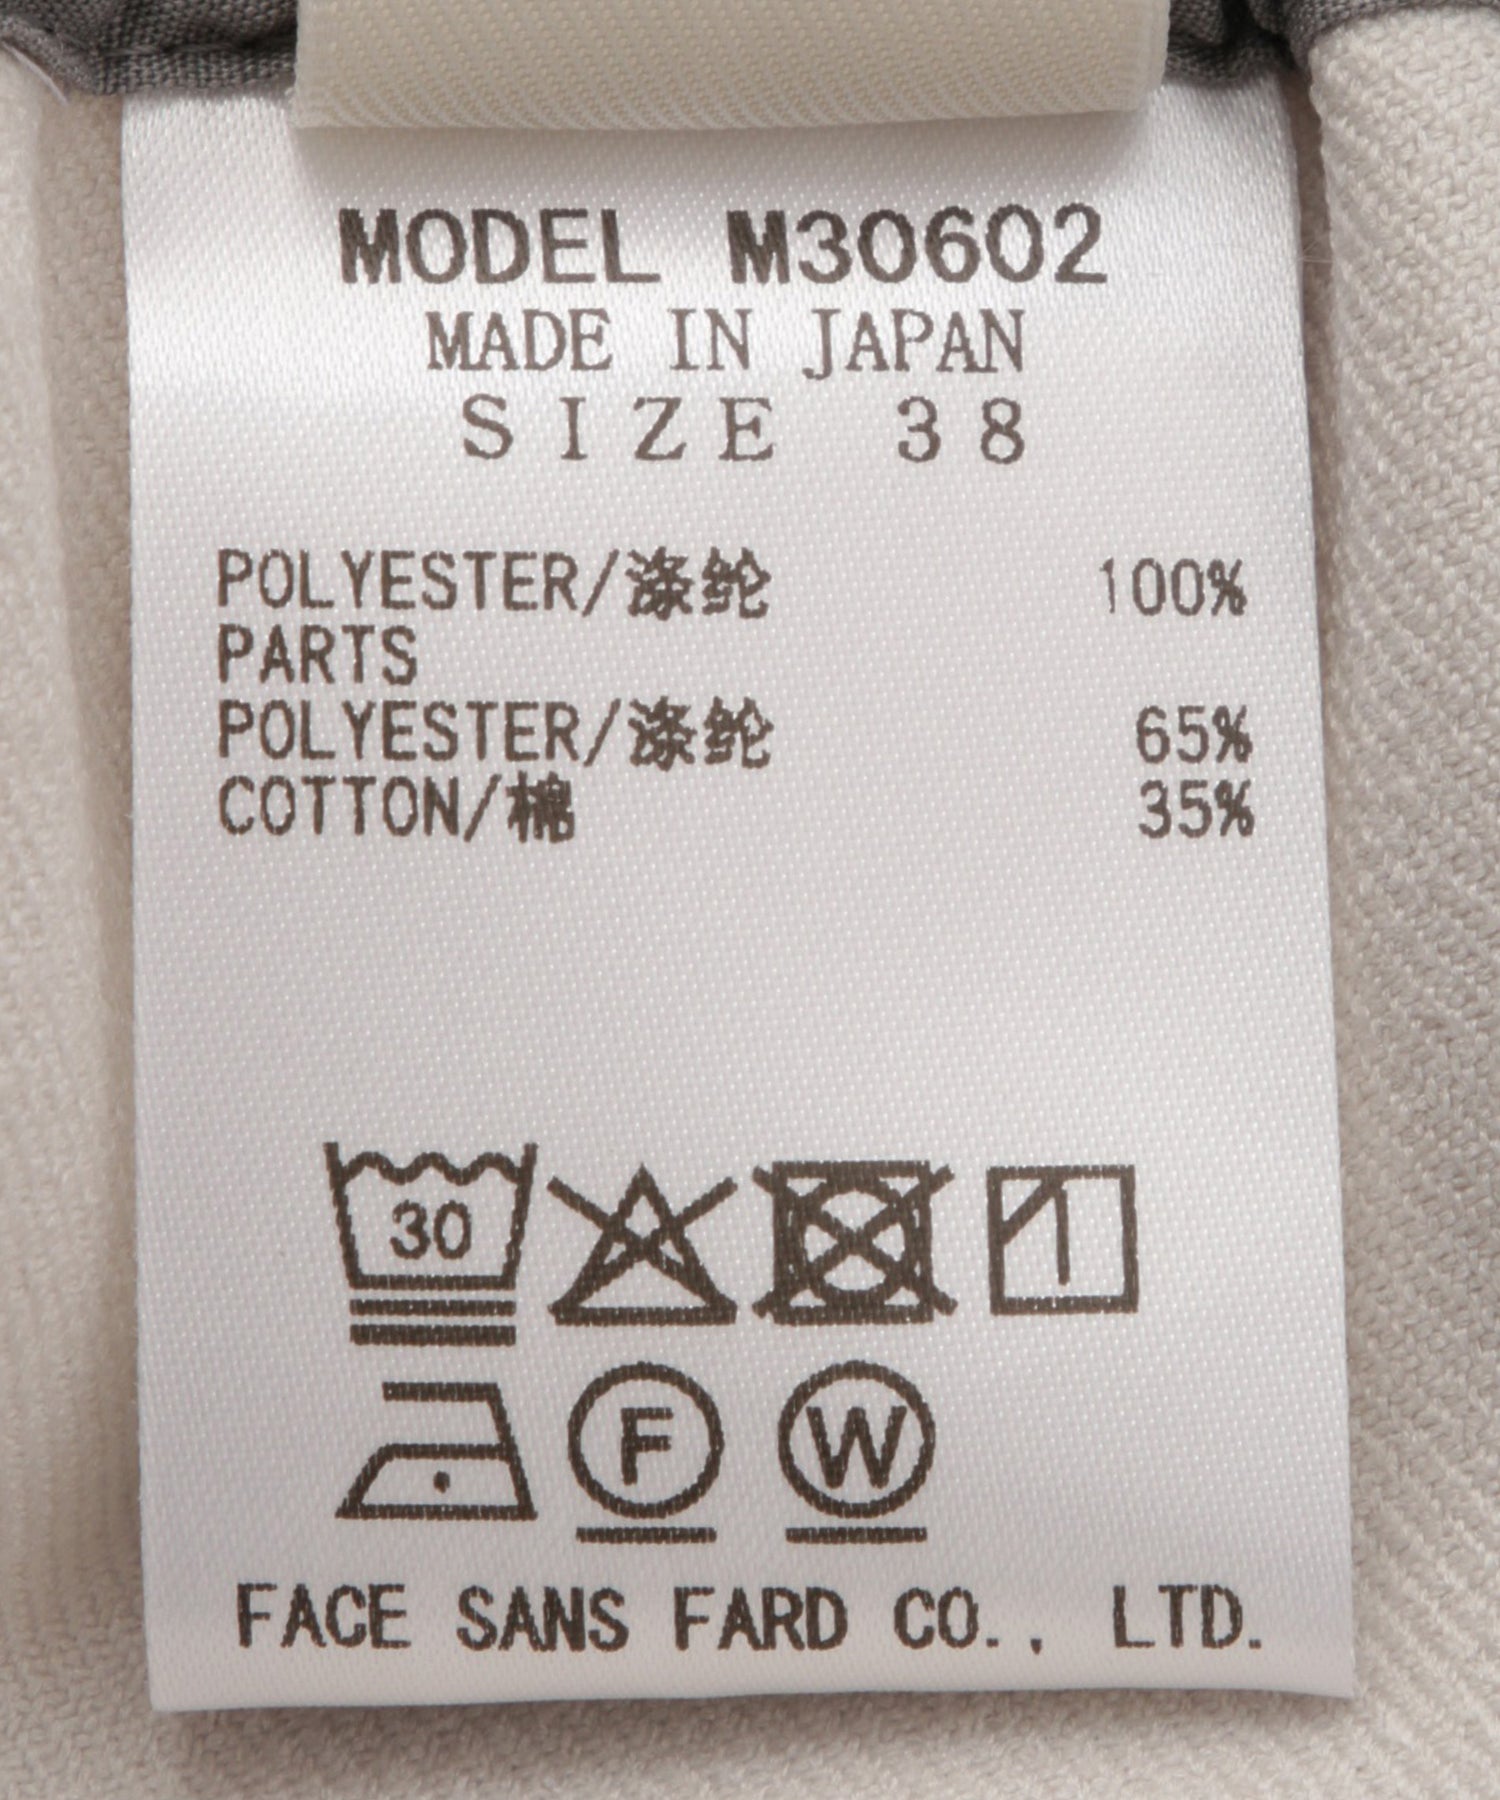 MODEL M30602
MADE IN JAPAN
SIZE 38
POLYESTER/涤纶 100%
PARTS
POLYESTER/涤纶 65%
COTTON/棉 35%
30
F W
FACE SANS FARD CO., LTD.